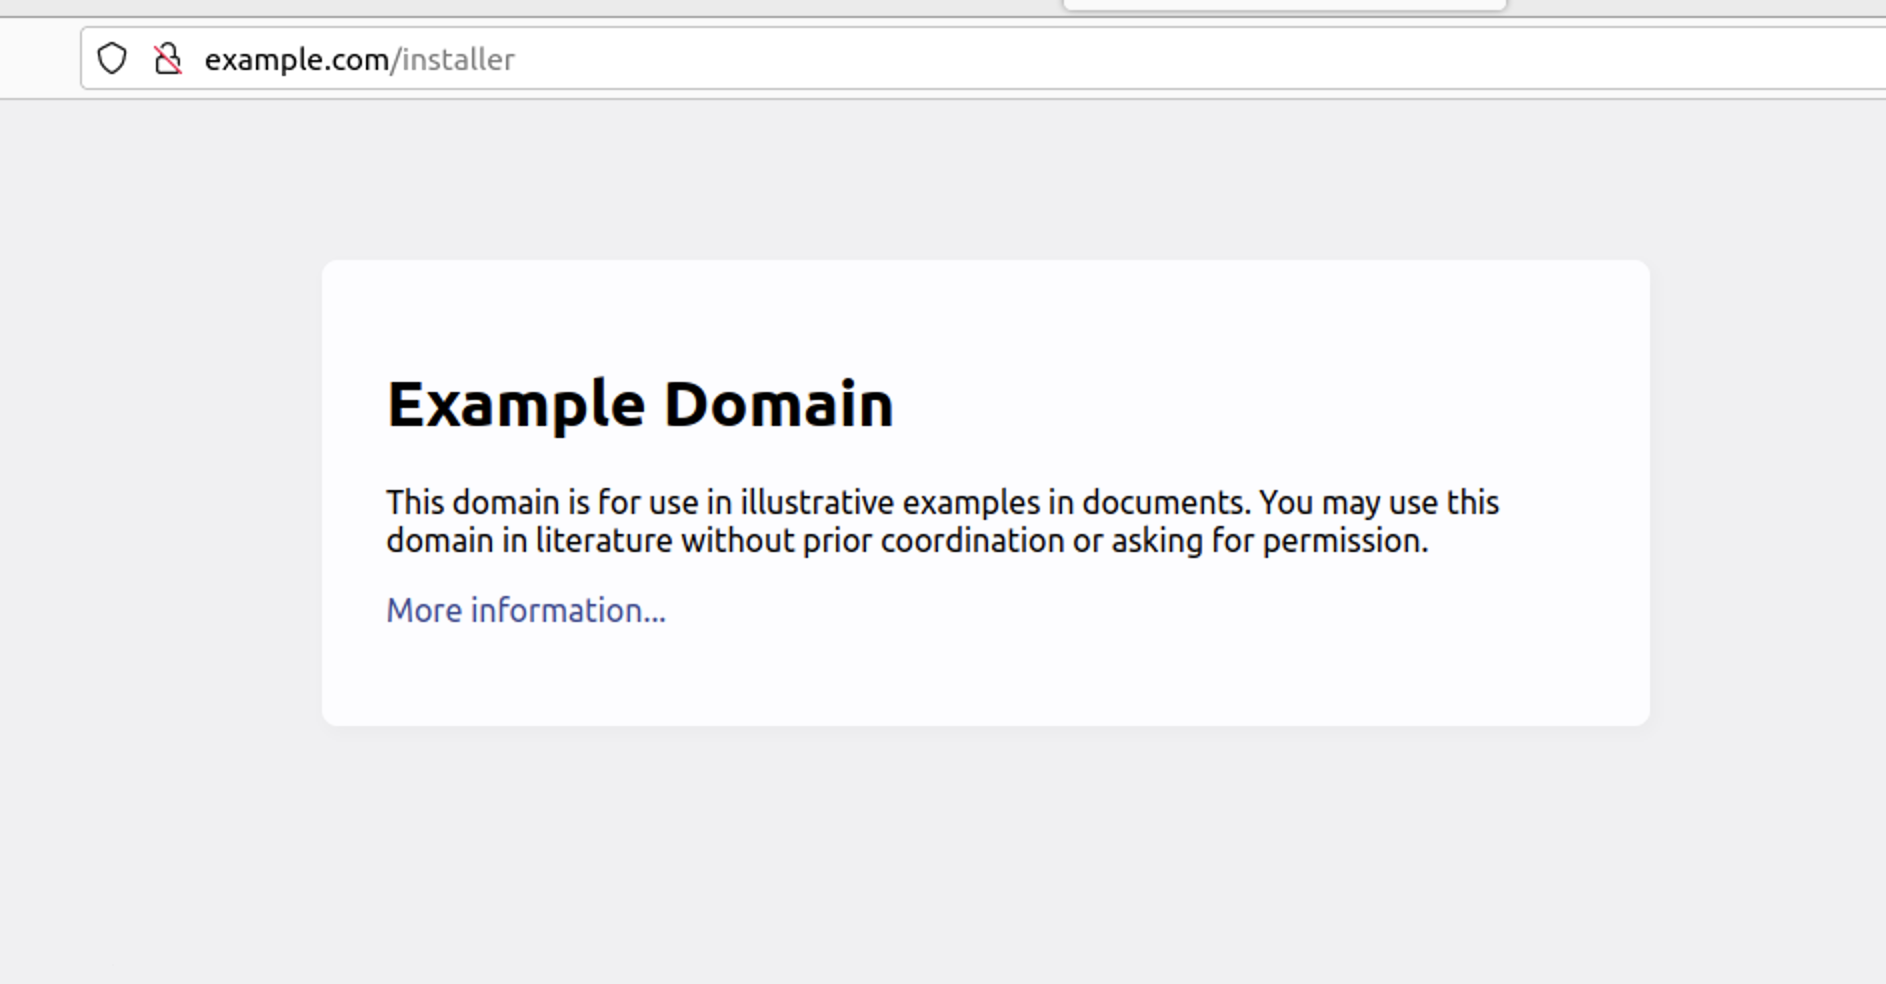 example.com/installer
Example Domain
This domain is for use in illustrative examples in documents. You may use this
domain in literature without prior coordination or asking for permission.
More information...